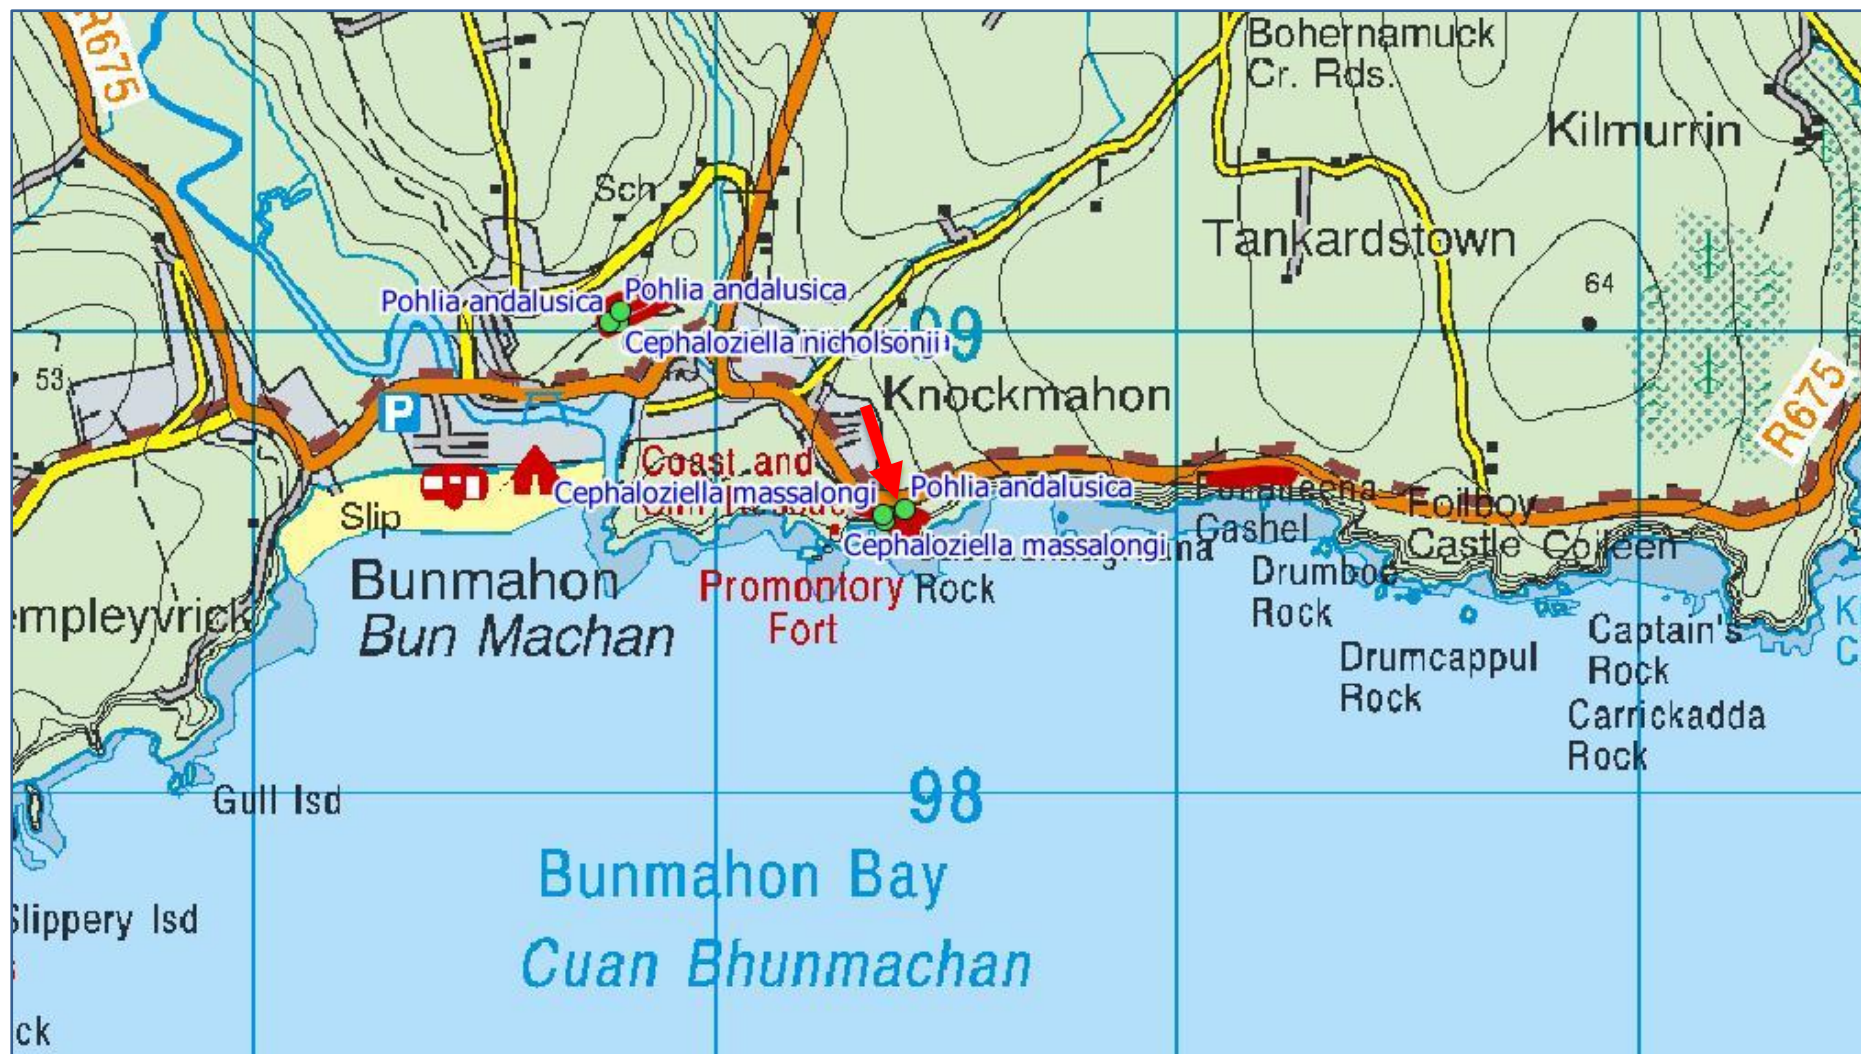 R675
Bohernamuck
Cr. Rds.
Kilmurrin
Sch
Tankardstown
64
Pohlia andalusica
Pohlia andalusica
Cephaloziella nicholsonii
99
53
P
Knockmahon
R675
Coast and
Cephaloziella massalongi
Pohlia andalusica
Slip
Foilboy
Cashel
Castle Colleen
Cephaloziella massalongi
Bunmahon
Promontory
Fort
Rock
Drumboe
Rock
Bun Machan
Captain's
Rock
Drumcappul
Rock
Carrickadda
Rock
Gull Isd
98
Bunmahon Bay
Slippery Isd
Cuan Bhunmachan